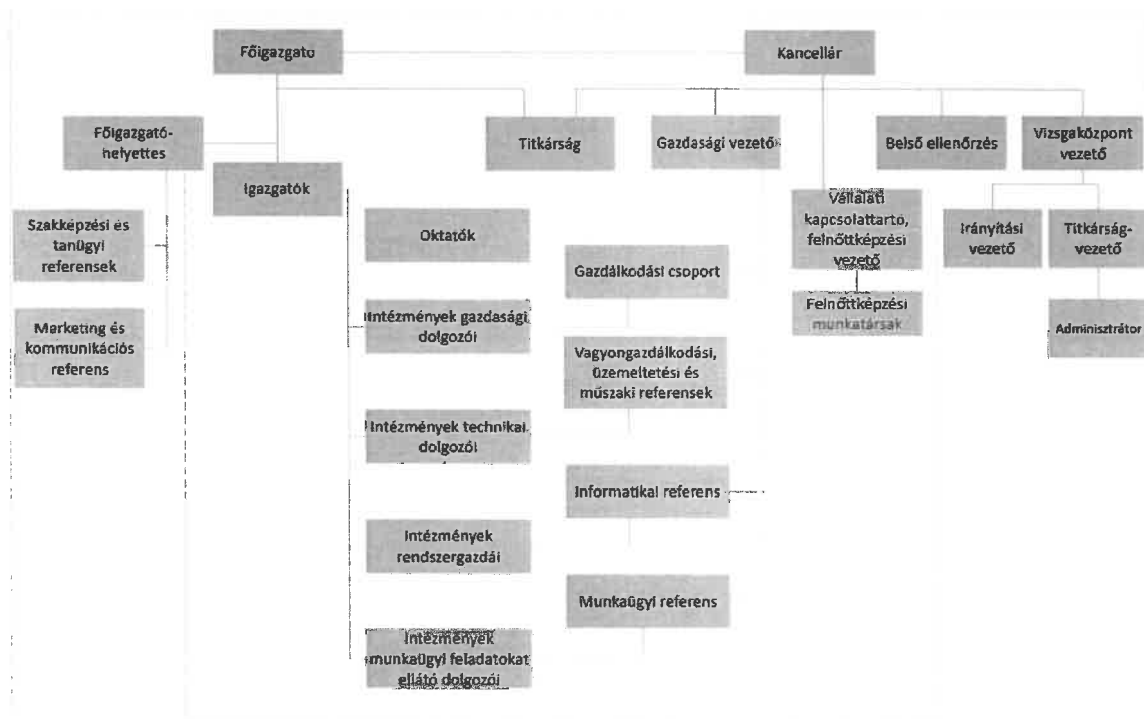 Főigazgato
Kancellár
Főigazgató-
helyettes
Titkárság
Gazdasági vezető
Belső ellenőrzés
Vizsgaközpont
vezető
Igazgatók
Szakképzési és
tanügyi
referensek
Oktatók
Vállalati
kapcsolattartó,
felnőttképzési
vezető
Irányítási
vezető
Titkárság-
vezető
Gazdálkodási csoport
Marketing és
kommunikációs
referens
Intézmények gazdasági
dolgozói
Felnőttképzési
munkatársak
Adminisztrátor
Vagyongazdálkodási,
üzemeltetési és
műszaki referensek
Intézmények technikai
dolgozói
Informatikai referens
Intézmények
rendszergazdái
Munkaügyi referens
Intézmények
munkaügyi feladatokat
ellátó dolgozói